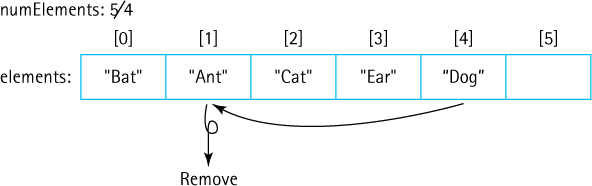 numElements: 5/4
[0] [1] [2] [3] [4] [5]
elements: "Bat" "Ant" "Cat" "Ear" "Dog"
Remove